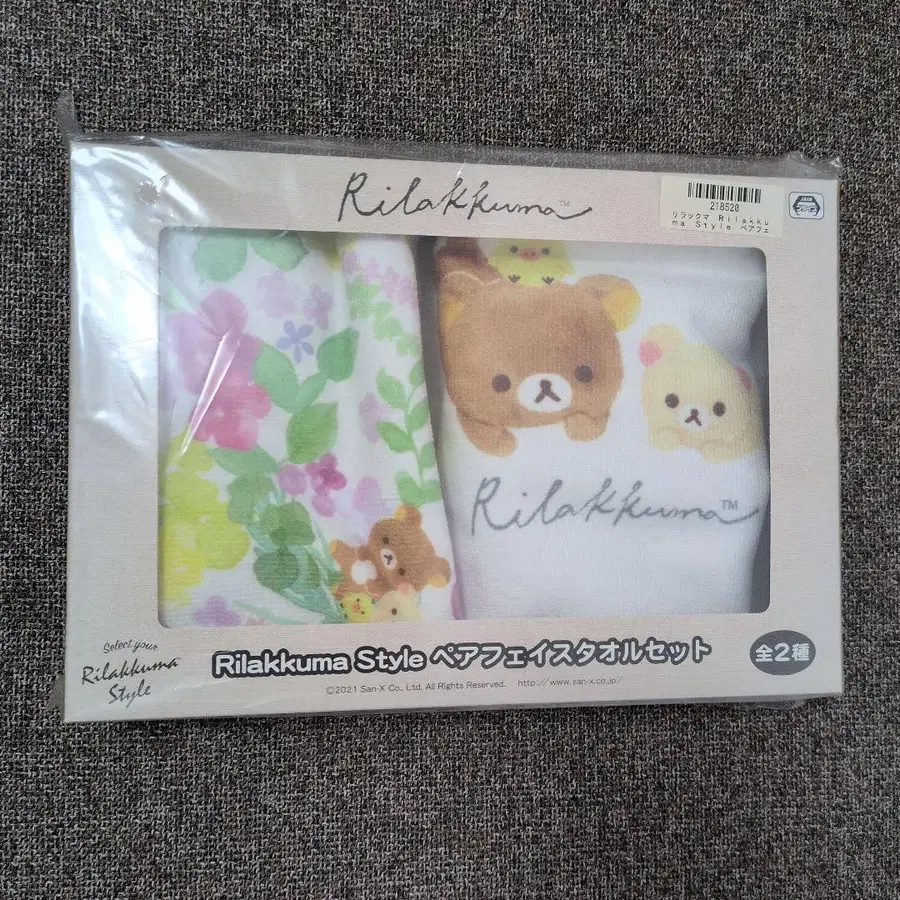 Rilakkuma™
218520
リラックマ Rilakku
ma Style ペアフェ
Rilakkuma™
Select your
Rilakkuma
Style
Rilakkuma Style ペアフェイスタオルセット
全2種
©2021 San-X Co., Ltd. All Rights Reserved. http://www.san-x.co.jp/